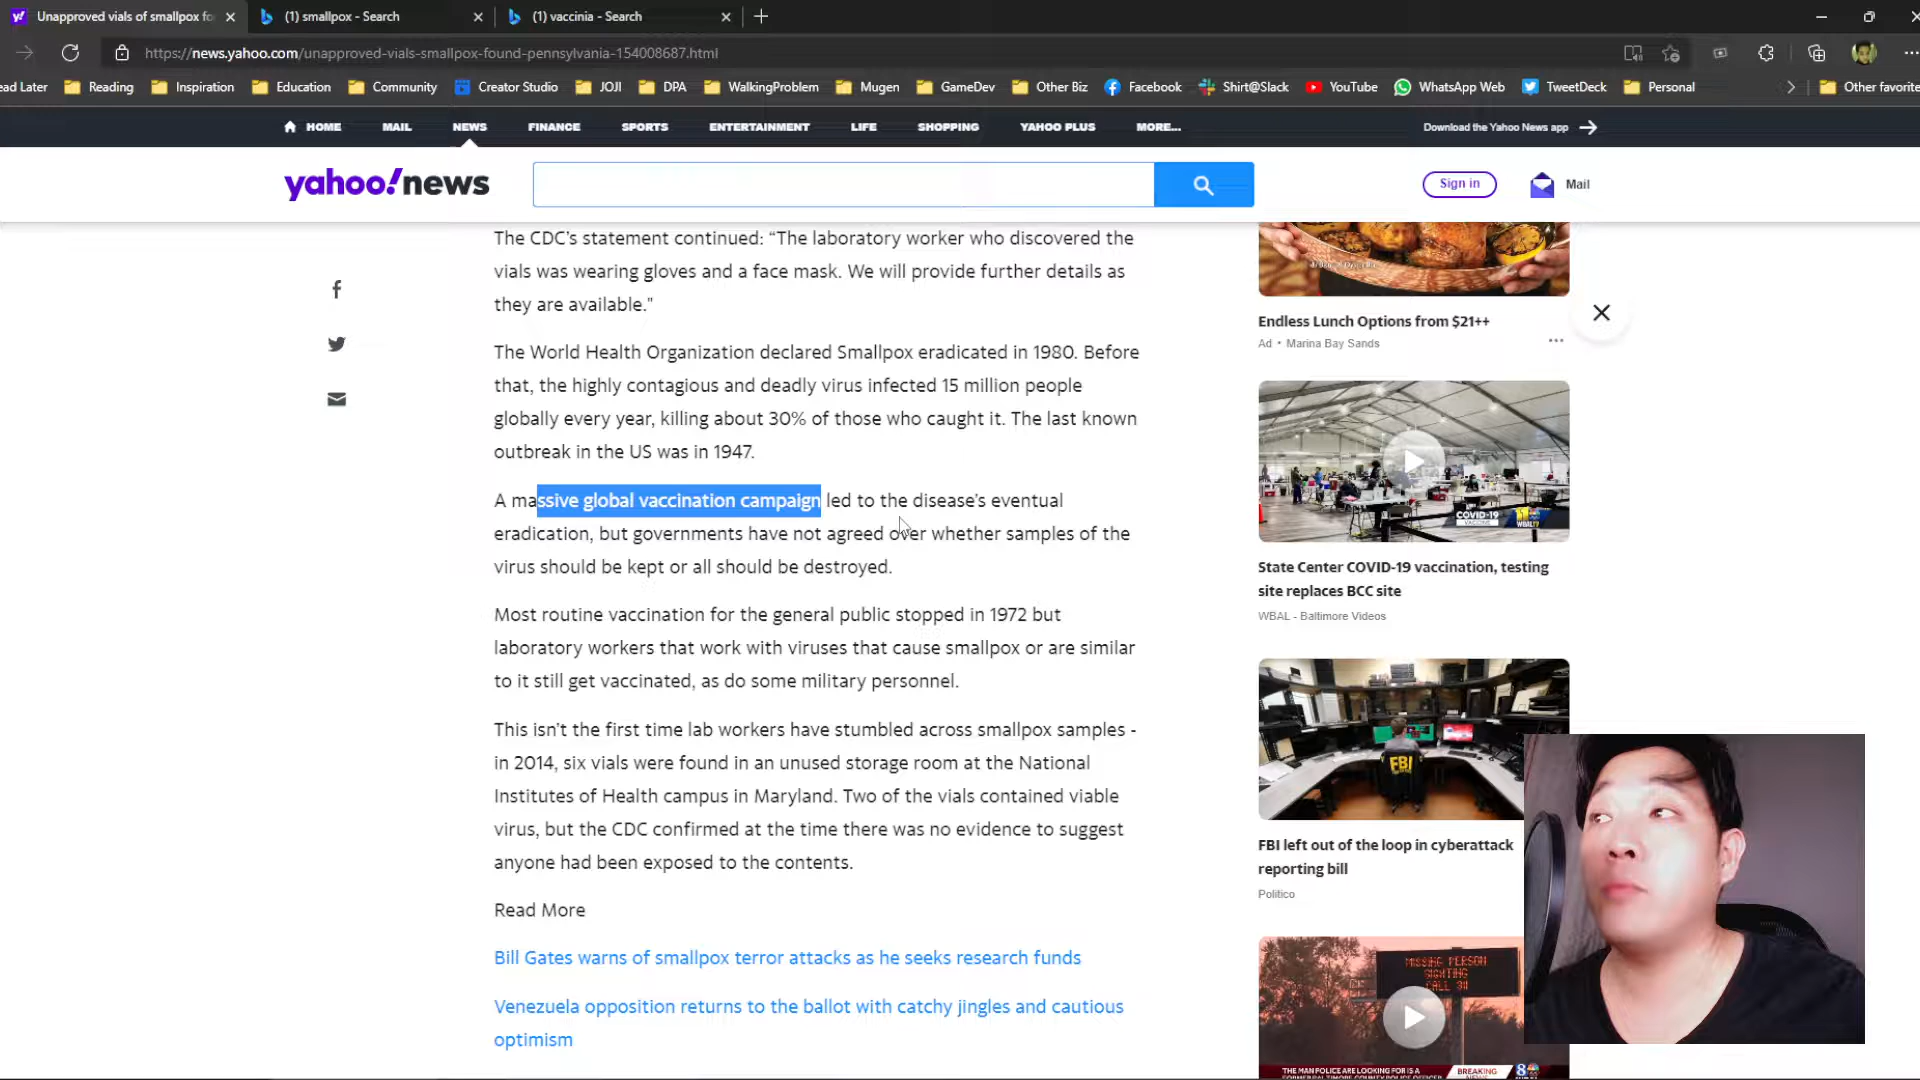 Unapproved vials of smallpox fo
(1) smallpox - Search
(1) vaccinia - Search
https://news.yahoo.com/unapproved-vials-smallpox-found-pennsylvania-154008687.html
ead Later
Reading
Inspiration
Education
Community
Creator Studio
JOJI
DPA
WalkingProblem
Mugen
GameDev
Other Biz
Facebook
Shirt@Slack
YouTube
WhatsApp Web
TweetDeck
Personal
Other favorite
HOME
MAIL
NEWS
FINANCE
SPORTS
ENTERTAINMENT
LIFE
SHOPPING
YAHOO PLUS
MORE...
Download the Yahoo News app
yahoo!news
Sign in
Mail
The CDC’s statement continued: “The laboratory worker who discovered the
vials was wearing gloves and a face mask. We will provide further details as
they are available."
The World Health Organization declared Smallpox eradicated in 1980. Before
that, the highly contagious and deadly virus infected 15 million people
globally every year, killing about 30% of those who caught it. The last known
outbreak in the US was in 1947.
A massive global vaccination campaign led to the disease’s eventual
eradication, but governments have not agreed over whether samples of the
virus should be kept or all should be destroyed.
Most routine vaccination for the general public stopped in 1972 but
laboratory workers that work with viruses that cause smallpox or are similar
to it still get vaccinated, as do some military personnel.
This isn’t the first time lab workers have stumbled across smallpox samples -
in 2014, six vials were found in an unused storage room at the National
Institutes of Health campus in Maryland. Two of the vials contained viable
virus, but the CDC confirmed at the time there was no evidence to suggest
anyone had been exposed to the contents.
Read More
Bill Gates warns of smallpox terror attacks as he seeks research funds
Venezuela opposition returns to the ballot with catchy jingles and cautious
optimism
Endless Lunch Options from $21++
Ad • Marina Bay Sands
COVID-19
VACCINE
WBAL
State Center COVID-19 vaccination, testing
site replaces BCC site
WBAL - Baltimore Videos
FBI
FBI left out of the loop in cyberattack
reporting bill
Politico
MISSING PERSON
SIGHTING
CALL 311
THE MAN POLICE ARE LOOKING FOR IS A
BREAKING
8